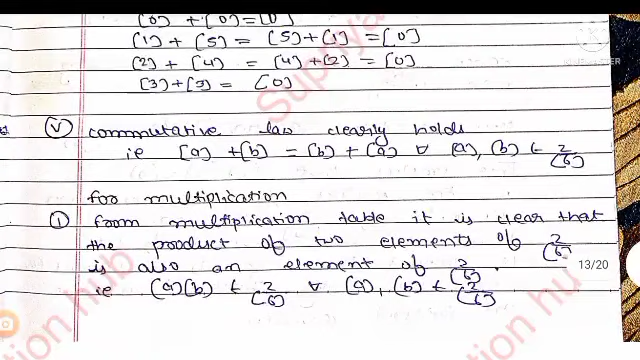 [0] + [0] = [0]
[1] + [5] = [5] + [1] = [0]
[2] + [4] = [4] + [2] = [0]
[3] + [3] = [0]
(V) commutative law clearly holds
ie [a] + [b] = [b] + [a] ∀ [a], [b] ∈ Z/[6]
for multiplication
(i) from multiplication table it is clear that
the product of two elements of Z/[6]
is also an element of Z/[6].
ie [a][b] ∈ Z/[6] ∀ [a], [b] ∈ Z/[6]
13/20